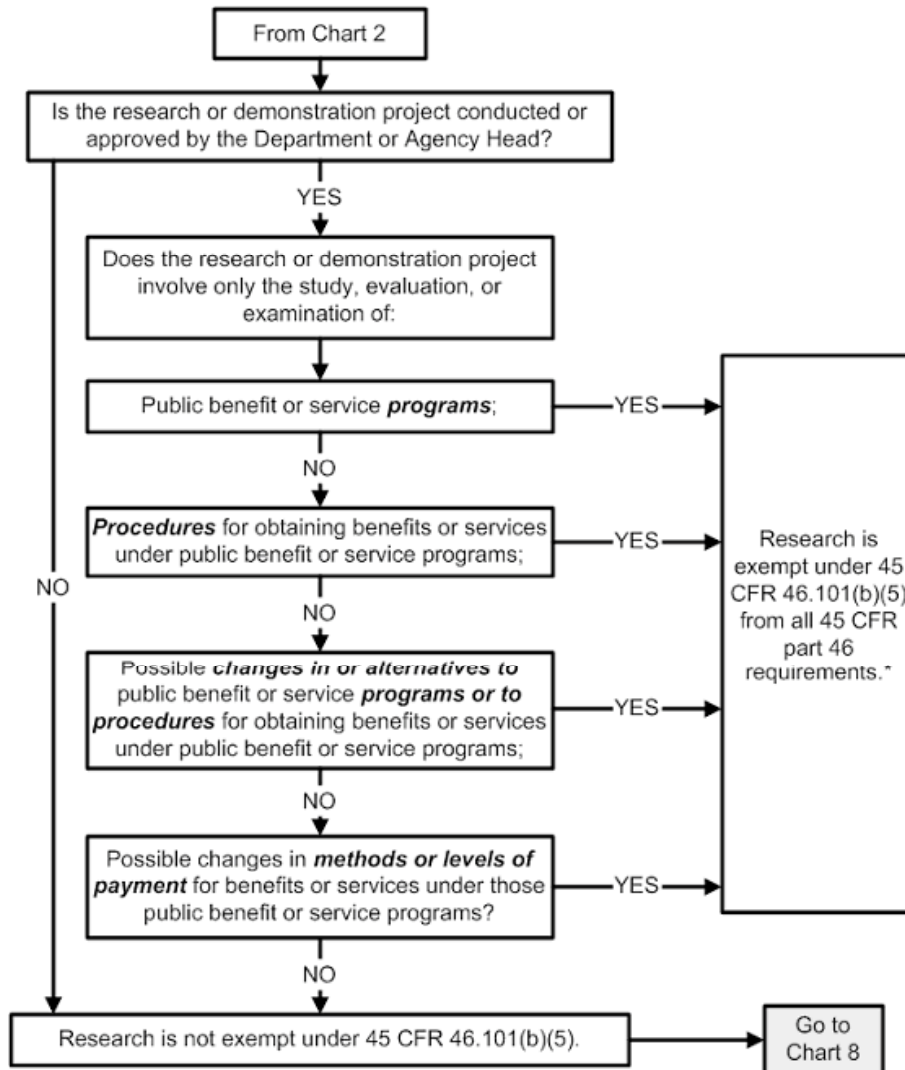 From Chart 2
Is the research or demonstration project conducted or
approved by the Department or Agency Head?
YES
Does the research or demonstration project
involve only the study, evaluation, or
examination of:
Public benefit or service programs;
YES
NO
Procedures for obtaining benefits or services
under public benefit or service programs;
YES
NO
NO
Possible changes in or alternatives to
public benefit or service programs or to
procedures for obtaining benefits or services
under public benefit or service programs;
YES
NO
Possible changes in methods or levels of
payment for benefits or services under those
public benefit or service programs?
YES
NO
Research is
exempt under 45
CFR 46.101(b)(5)
from all 45 CFR
part 46
requirements.*
Research is not exempt under 45 CFR 46.101(b)(5).
Go to
Chart 8